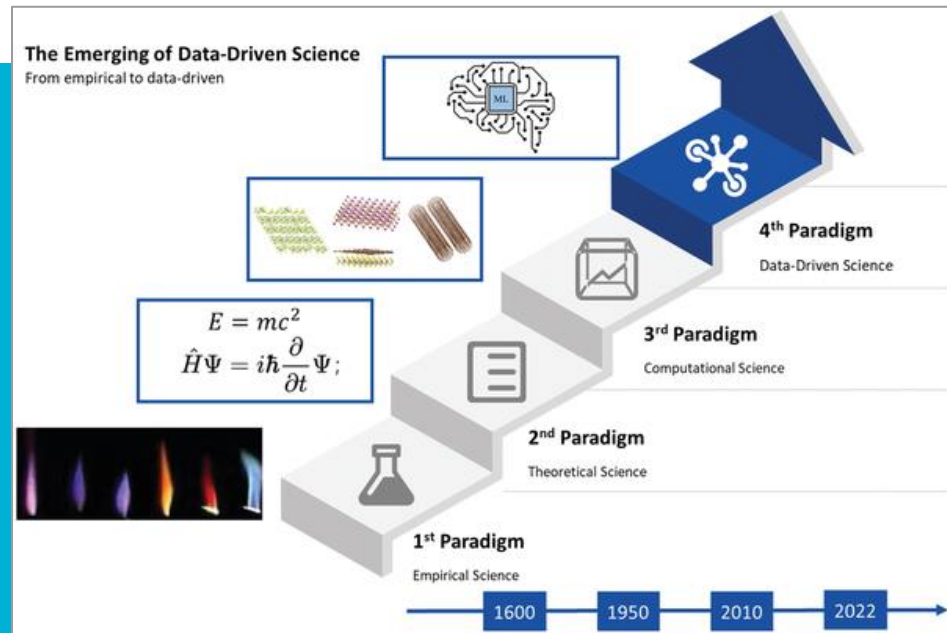 The Emerging of Data-Driven Science
From empirical to data-driven
ML
E = mc²
ĤΨ = iħ ∂/∂t Ψ;
4th Paradigm
Data-Driven Science
3rd Paradigm
Computational Science
2nd Paradigm
Theoretical Science
1st Paradigm
Empirical Science
1600 1950 2010 2022